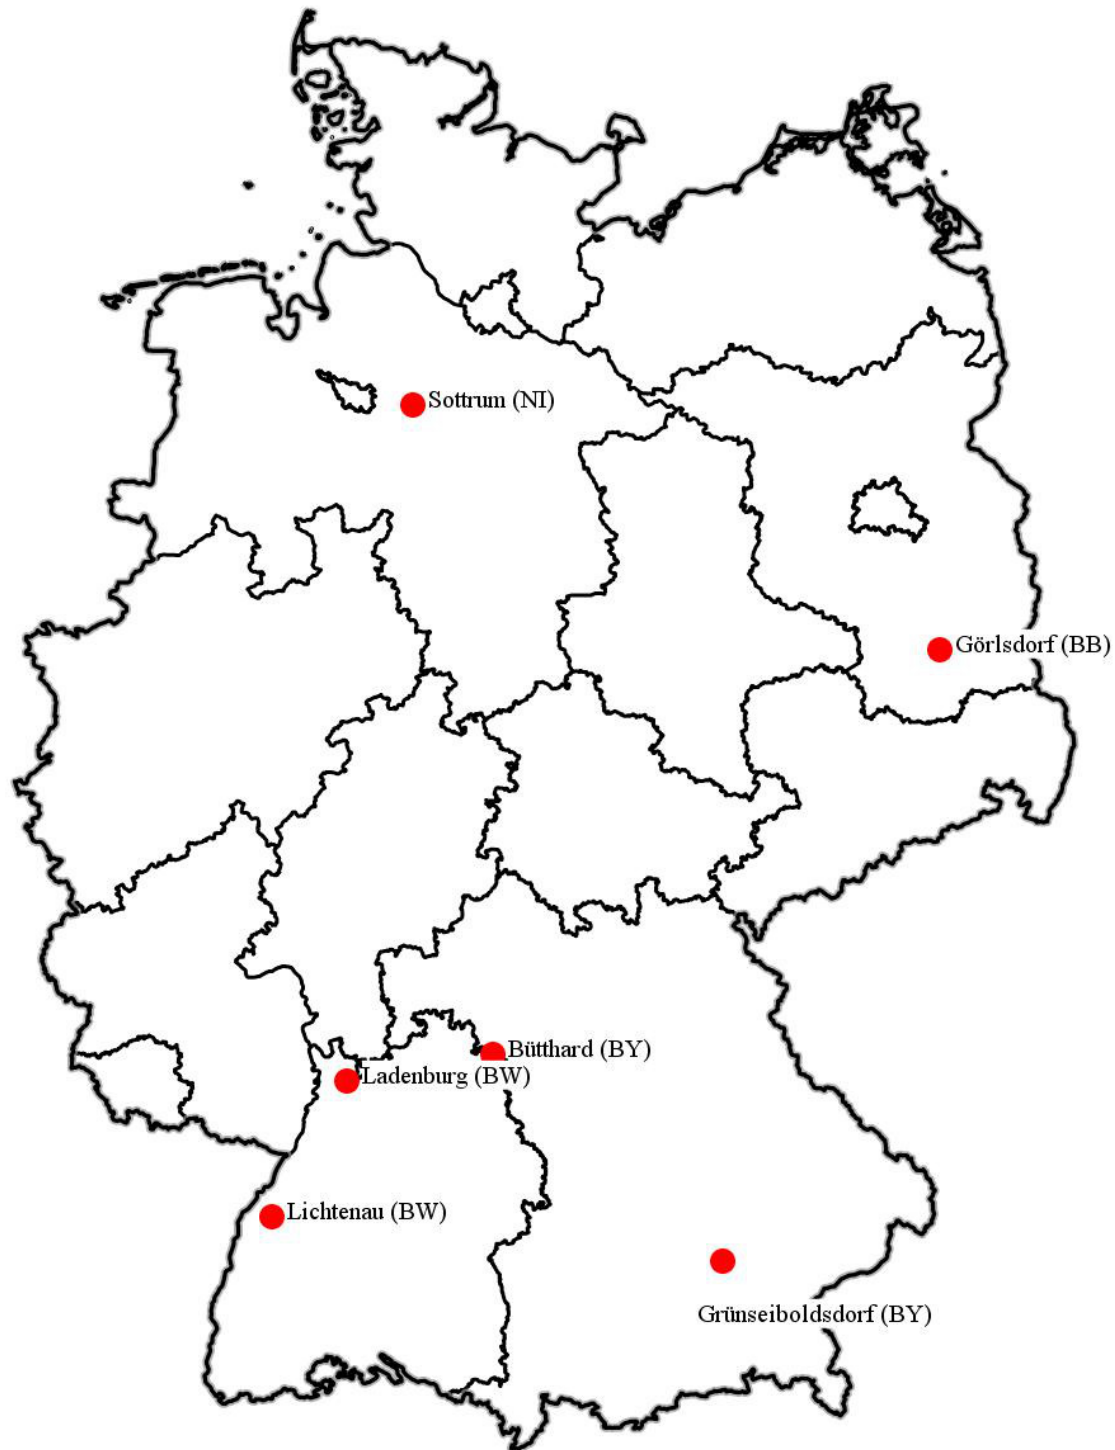 Sottrum (NI)
Görlsdorf (BB)
Bütthard (BY)
Ladenburg (BW)
Lichtenau (BW)
Grünseiboldsdorf (BY)